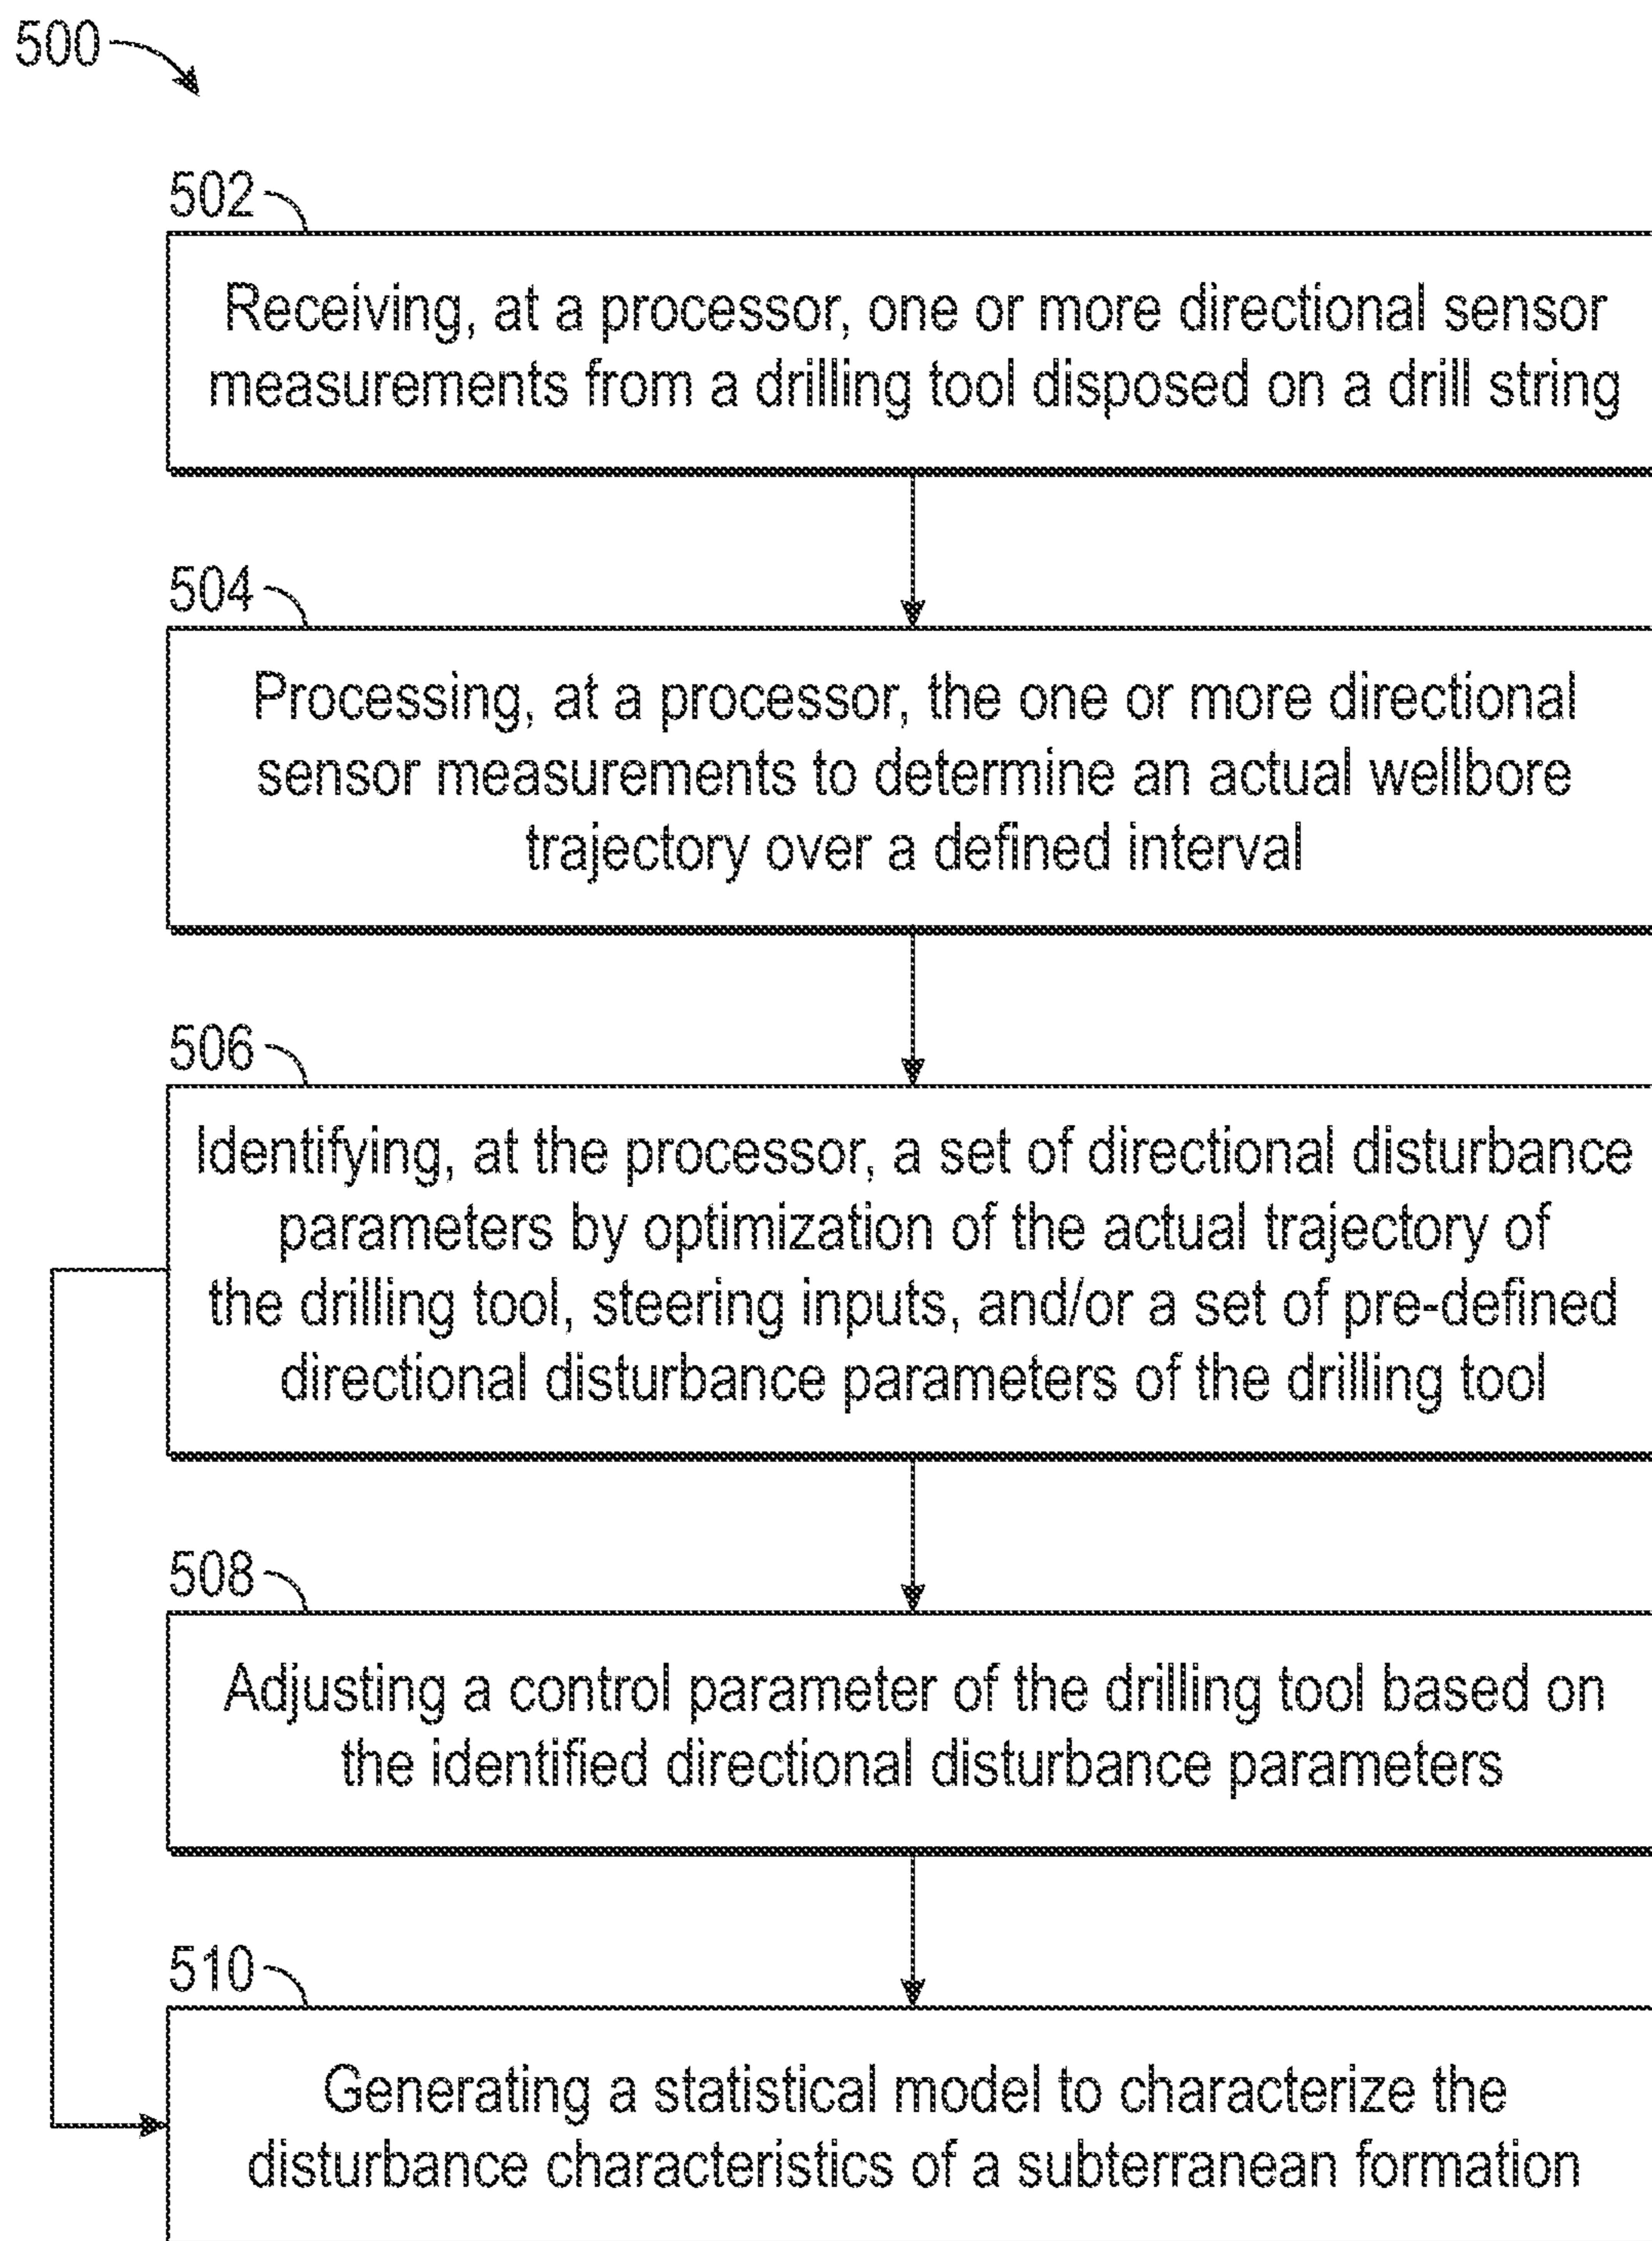 500
502
Receiving, at a processor, one or more directional sensor
measurements from a drilling tool disposed on a drill string
504
Processing, at a processor, the one or more directional
sensor measurements to determine an actual wellbore
trajectory over a defined interval
506
Identifying, at the processor, a set of directional disturbance
parameters by optimization of the actual trajectory of
the drilling tool, steering inputs, and/or a set of pre-defined
directional disturbance parameters of the drilling tool
508
Adjusting a control parameter of the drilling tool based on
the identified directional disturbance parameters
510
Generating a statistical model to characterize the
disturbance characteristics of a subterranean formation